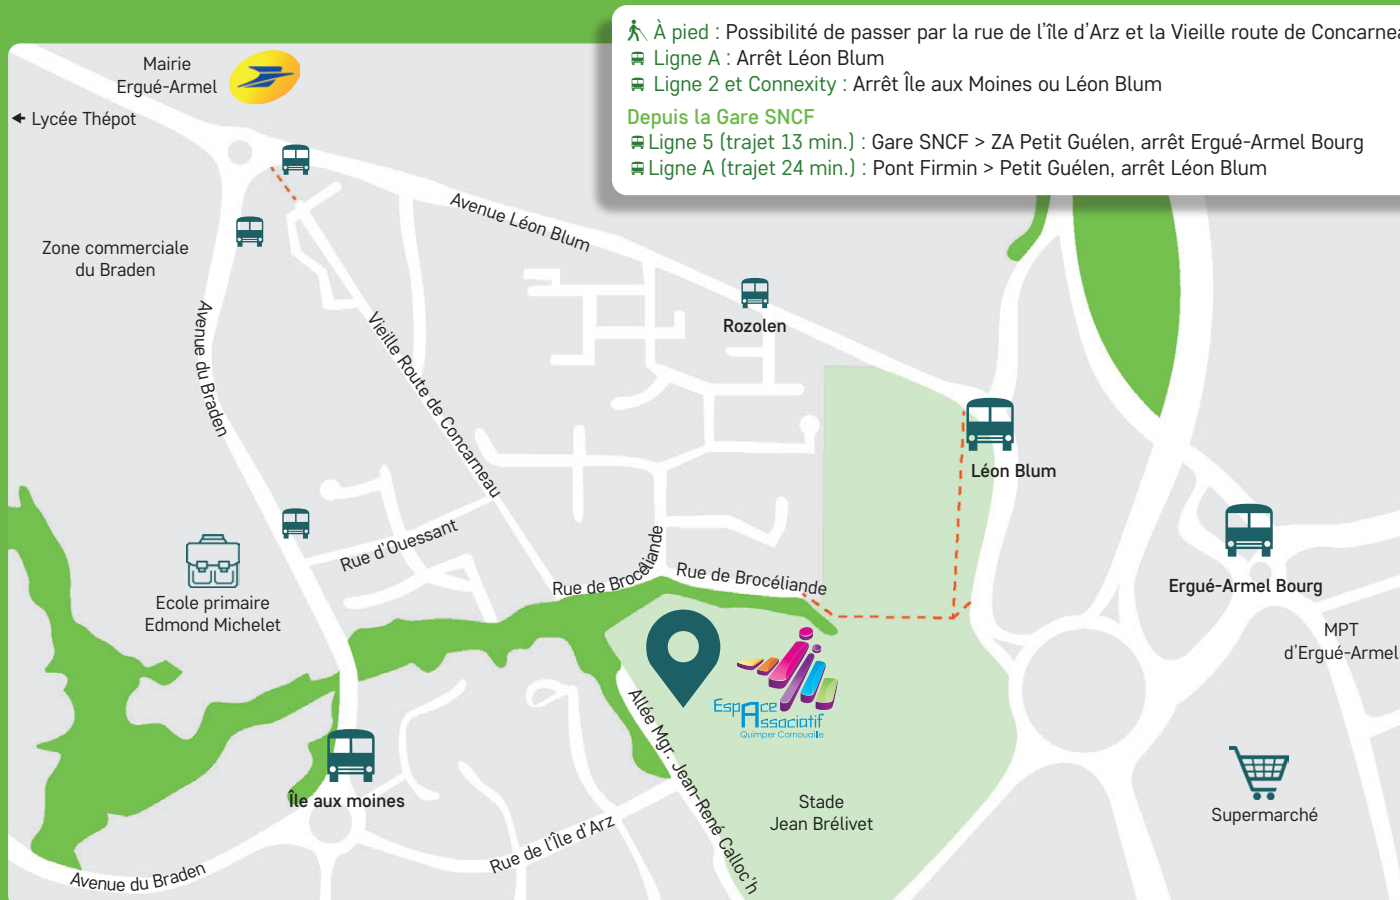 À pied : Possibilité de passer par la rue de l'île d'Arz et la Vieille route de
Ligne A : Arrêt Léon Blum
Ligne 2 et Connexity : Arrêt Île aux Moines ou Léon Blum
Depuis la Gare SNCF
Ligne 5 (trajet 13 min.) : Gare SNCF > ZA Petit Guélen, arrêt Ergué-Armel Bourg
Ligne A (trajet 24 min.) : Pont Firmin > Petit Guélen, arrêt Léon Blum
Mairie
Ergué-Armel
Lycée Thépot
Zone commerciale
du Braden
Avenue Léon Blum
Rozolen
Avenue du Braden
Vieille Route de Concarneau
Léon Blum
Rue d'Ouessant
Rue de Brocéliande
Rue de Brocéliande
Ergué-Armel Bourg
Ecole primaire
Edmond Michelet
MPT
d'Ergué-Armel
Espace
Associatif
Quimper Cornouaille
Allée Mgr. Jean-René Calloc'h
Île aux moines
Stade
Jean Brélivet
Supermarché
Rue de l'Île d'Arz
Avenue du Braden